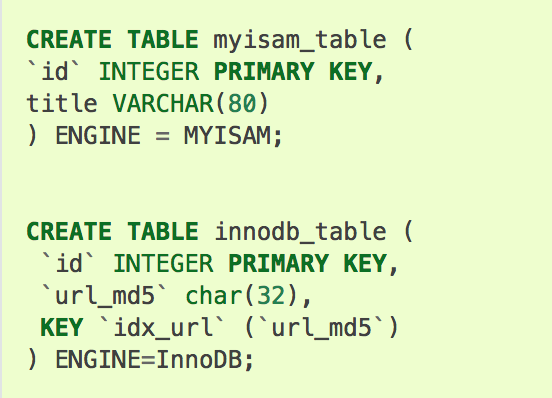 CREATE TABLE myisam_table (
`id` INTEGER PRIMARY KEY,
title VARCHAR(80)
) ENGINE = MYISAM;
CREATE TABLE innodb_table (
`id` INTEGER PRIMARY KEY,
`url_md5` char(32),
KEY `idx_url` (`url_md5`)
) ENGINE=InnoDB;